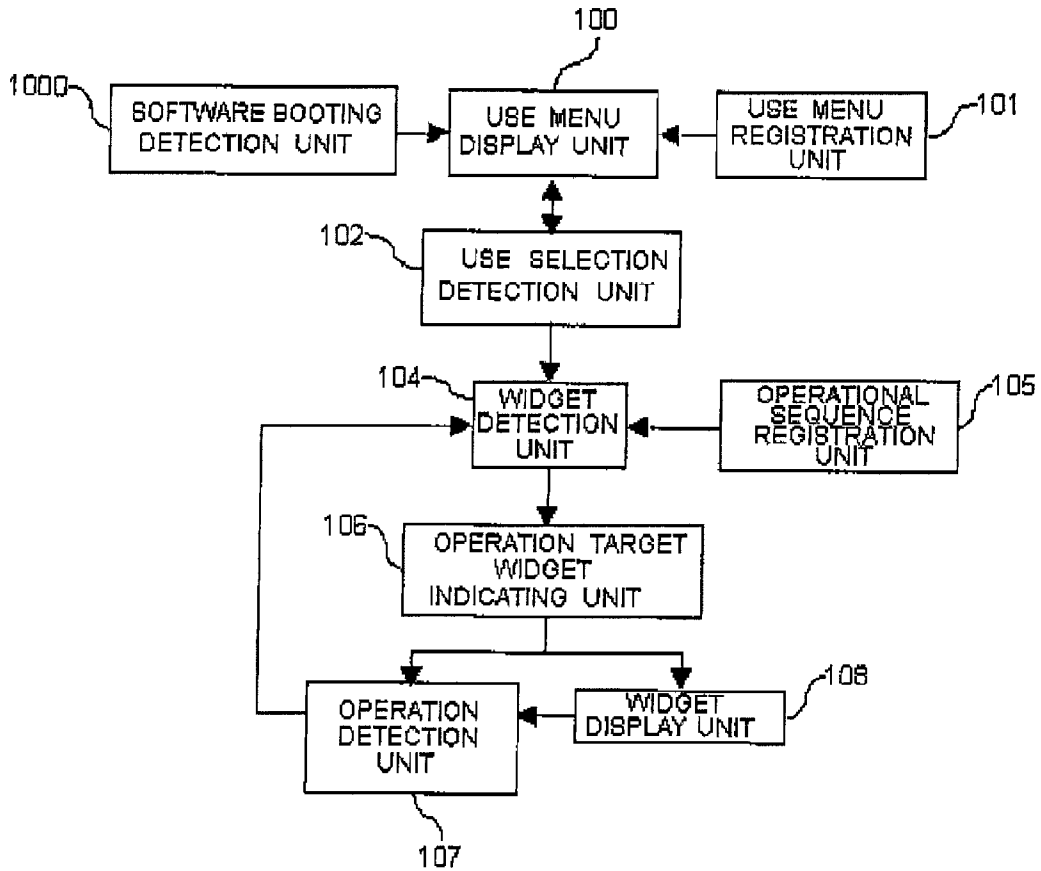 100
1000
SOFTWARE BOOTING
DETECTION UNIT
USE MENU
DISPLAY UNIT
USE MENU
REGISTRATION
UNIT
101
102
USE SELECTION
DETECTION UNIT
104
WIDGET
DETECTION
UNIT
OPERATIONAL
SEQUENCE
REGISTRATION
UNIT
105
106
OPERATION TARGET
WIDGET
INDICATING UNIT
OPERATION
DETECTION
UNIT
WIDGET
DISPLAY UNIT
108
107